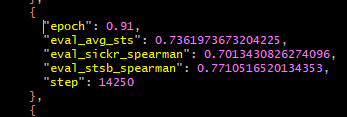 {
"epoch": 0.91,
"eval_avg_sts": 0.7361973673204225,
"eval_sickr_spearman": 0.7013430826274096,
"eval_stsb_spearman": 0.7710516520134353,
"step": 14250
},
{